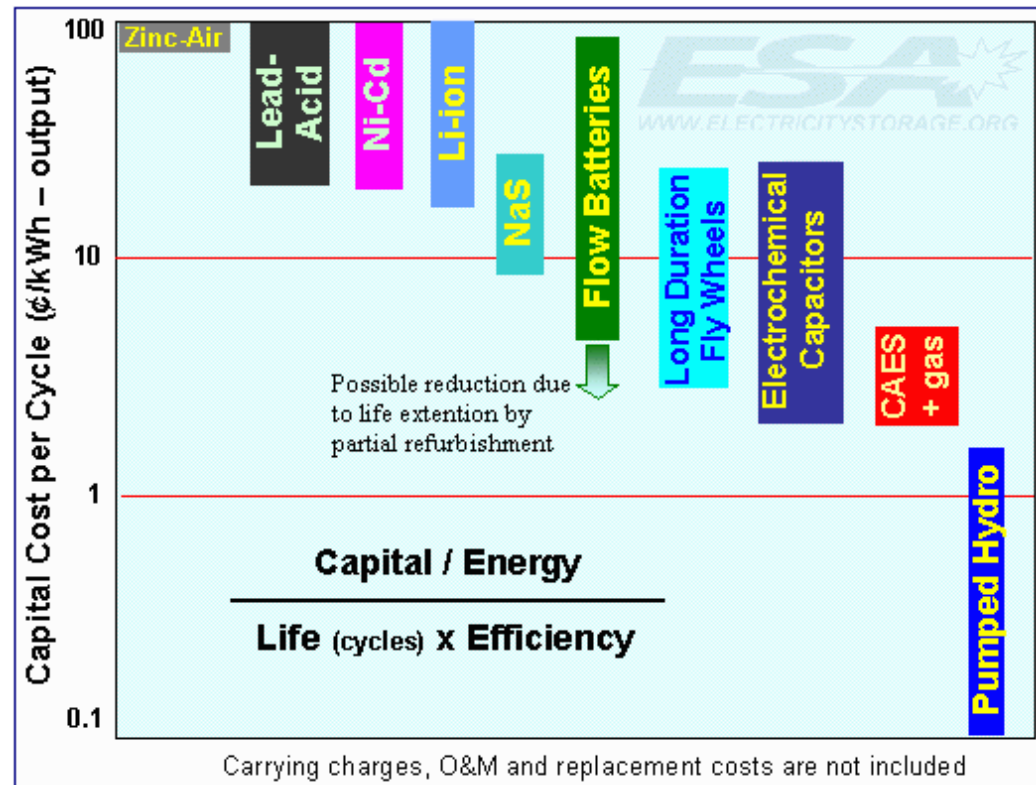 Capital Cost per Cycle (¢/kWh – output)
100
10
1
0.1
Zinc-Air
Lead-
Acid
Ni-Cd
Li-ion
NaS
Flow Batteries
Long Duration
Fly Wheels
Electrochemical
Capacitors
CAES
+ gas
Pumped Hydro
ESA
WWW.ELECTRICITYSTORAGE.ORG
Possible reduction due
to life extention by
partial refurbishment
Capital / Energy
Life (cycles) x Efficiency
Carrying charges, O&M and replacement costs are not included